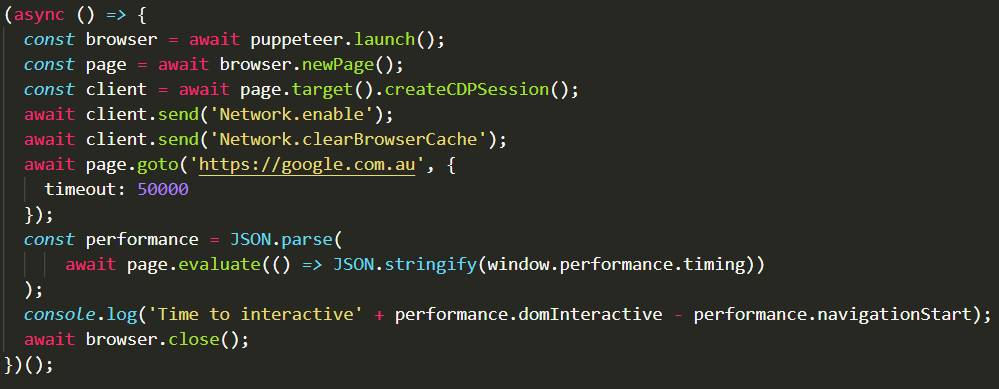 (async () => {
  const browser = await puppeteer.launch();
  const page = await browser.newPage();
  const client = await page.target().createCDPSession();
  await client.send('Network.enable');
  await client.send('Network.clearBrowserCache');
  await page.goto('https://google.com.au', {
    timeout: 50000
  });
  const performance = JSON.parse(
      await page.evaluate(() => JSON.stringify(window.performance.timing))
  );
  console.log('Time to interactive' + performance.domInteractive - performance.navigationStart);
  await browser.close();
})();